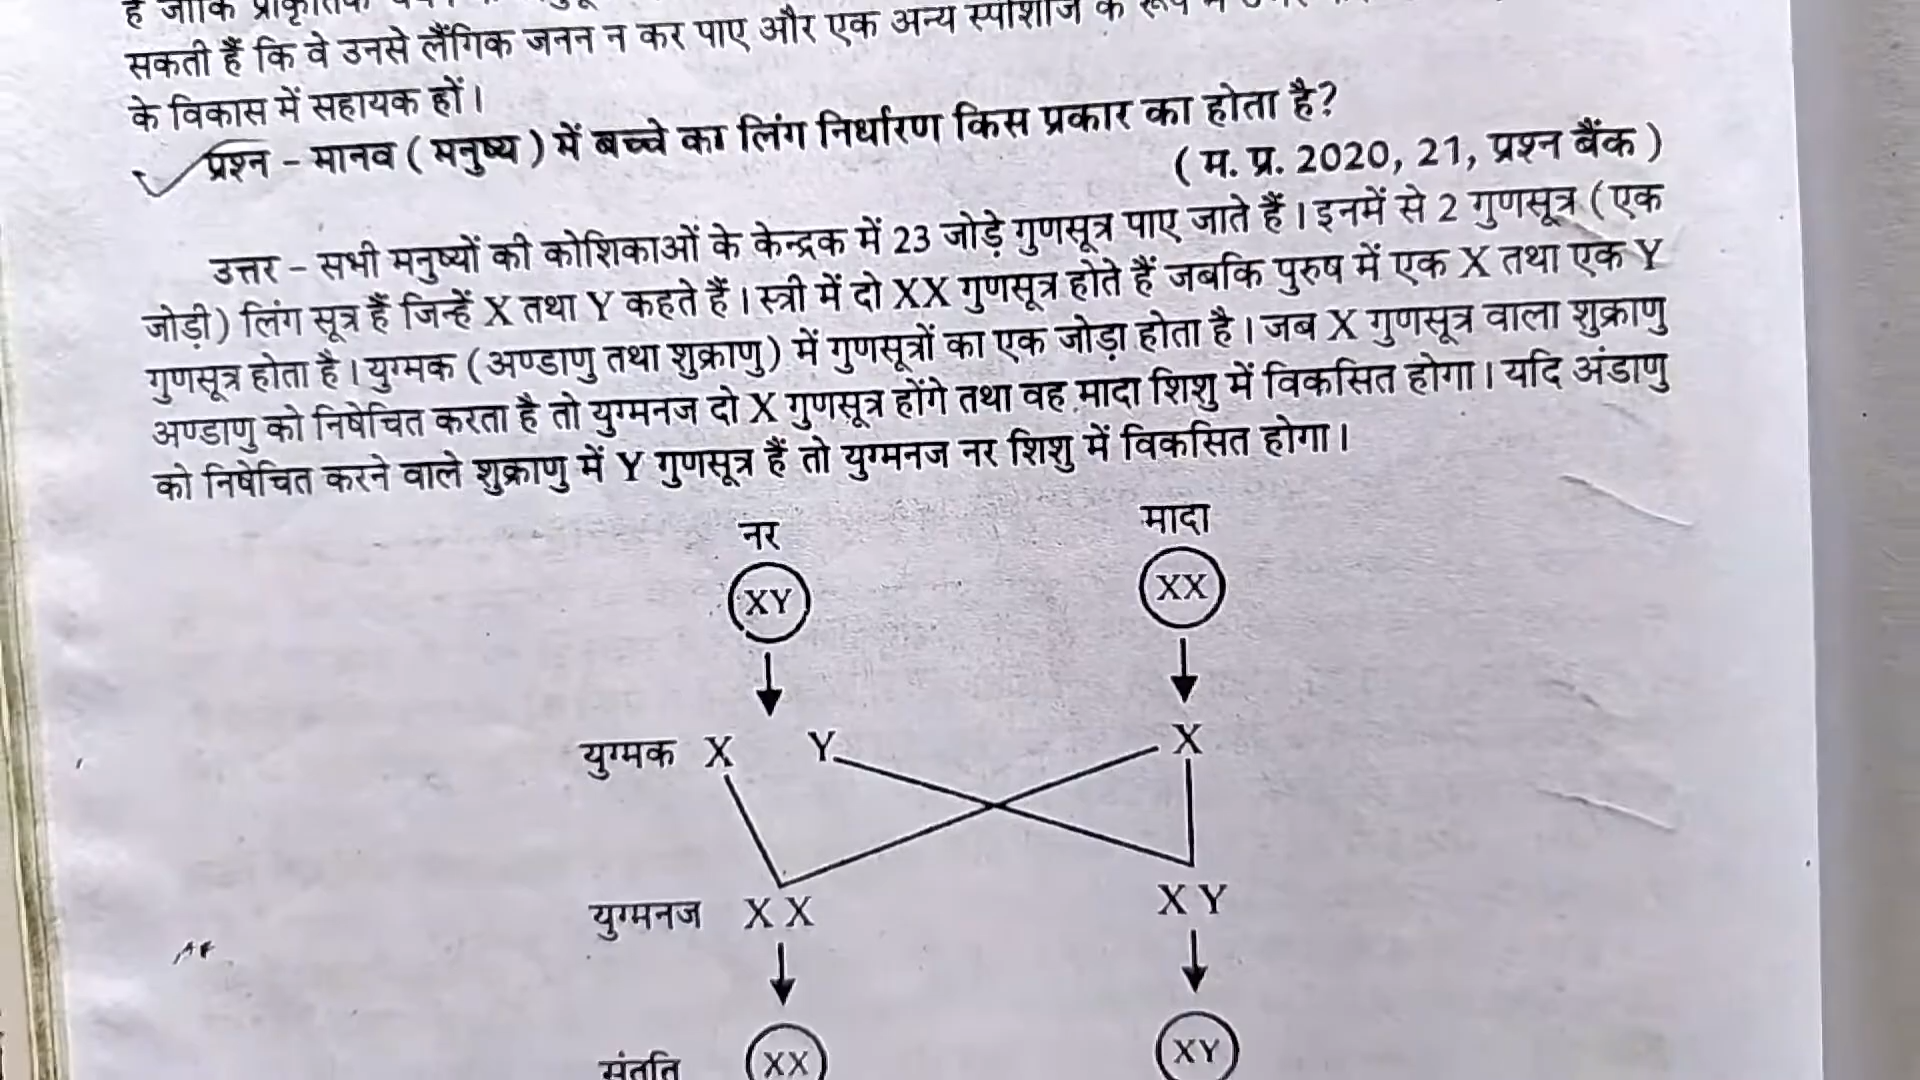 सकती हैं कि वे उनसे लैंगिक जनन न कर पाए और एक अन्य स्पीशीज के रूप में
के विकास में सहायक हों।
प्रश्न – मानव ( मनुष्य ) में बच्चे का लिंग निर्धारण किस प्रकार का होता है?
( म. प्र. 2020, 21, प्रश्न बैंक )
उत्तर – सभी मनुष्यों की कोशिकाओं के केन्द्रक में 23 जोड़े गुणसूत्र पाए जाते हैं। इनमें से 2 गुणसूत्र ( एक
जोड़ी ) लिंग सूत्र हैं जिन्हें X तथा Y कहते हैं। स्त्री में दो XX गुणसूत्र होते हैं जबकि पुरुष में एक X तथा एक Y
गुणसूत्र होता है। युग्मक ( अण्डाणु तथा शुक्राणु ) में गुणसूत्रों का एक जोड़ा होता है। जब X गुणसूत्र वाला शुक्राणु
अण्डाणु को निषेचित करता है तो युग्मनज दो X गुणसूत्र होंगे तथा वह मादा शिशु में विकसित होगा। यदि अंडाणु
को निषेचित करने वाले शुक्राणु में Y गुणसूत्र हैं तो युग्मनज नर शिशु में विकसित होगा।
नर मादा
XY XX
युग्मक X Y X
युग्मनज X X X Y
संतति XX XY